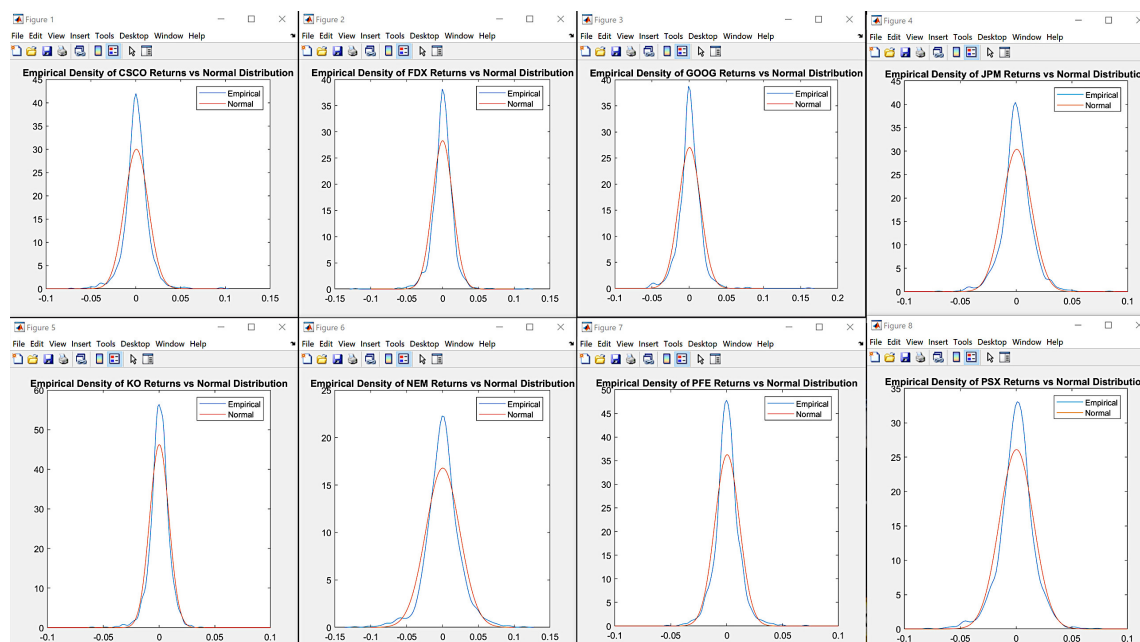 Figure 1
File Edit View Insert Tools Desktop Window Help
Empirical Density of CSCO Returns vs Normal Distribution
Empirical
Normal
45
40
35
30
25
20
15
10
5
0
-0.1 -0.05 0 0.05 0.1 0.15
Figure 2
File Edit View Insert Tools Desktop Window Help
Empirical Density of FDX Returns vs Normal Distribution
Empirical
Normal
40
35
30
25
20
15
10
5
0
-0.15 -0.1 -0.05 0 0.05 0.1 0.15
Figure 3
File Edit View Insert Tools Desktop Window Help
Empirical Density of GOOG Returns vs Normal Distribution
Empirical
Normal
40
35
30
25
20
15
10
5
0
-0.1 -0.05 0 0.05 0.1 0.15 0.2
Figure 4
File Edit View Insert Tools Desktop Window Help
Empirical Density of JPM Returns vs Normal Distribution
Empirical
Normal
45
40
35
30
25
20
15
10
5
0
-0.1 -0.05 0 0.05 0.1
Figure 5
File Edit View Insert Tools Desktop Window Help
Empirical Density of KO Returns vs Normal Distribution
Empirical
Normal
60
50
40
30
20
10
0
-0.1 -0.05 0 0.05 0.1
Figure 6
File Edit View Insert Tools Desktop Window Help
Empirical Density of NEM Returns vs Normal Distribution
Empirical
Normal
25
20
15
10
5
0
-0.15 -0.1 -0.05 0 0.05 0.1 0.15
Figure 7
File Edit View Insert Tools Desktop Window Help
Empirical Density of PFE Returns vs Normal Distribution
Empirical
Normal
50
45
40
35
30
25
20
15
10
5
0
-0.1 -0.05 0 0.05 0.1
Figure 8
File Edit View Insert Tools Desktop Window Help
Empirical Density of PSX Returns vs Normal Distribution
Empirical
Normal
35
30
25
20
15
10
5
0
-0.1 -0.05 0 0.05 0.1